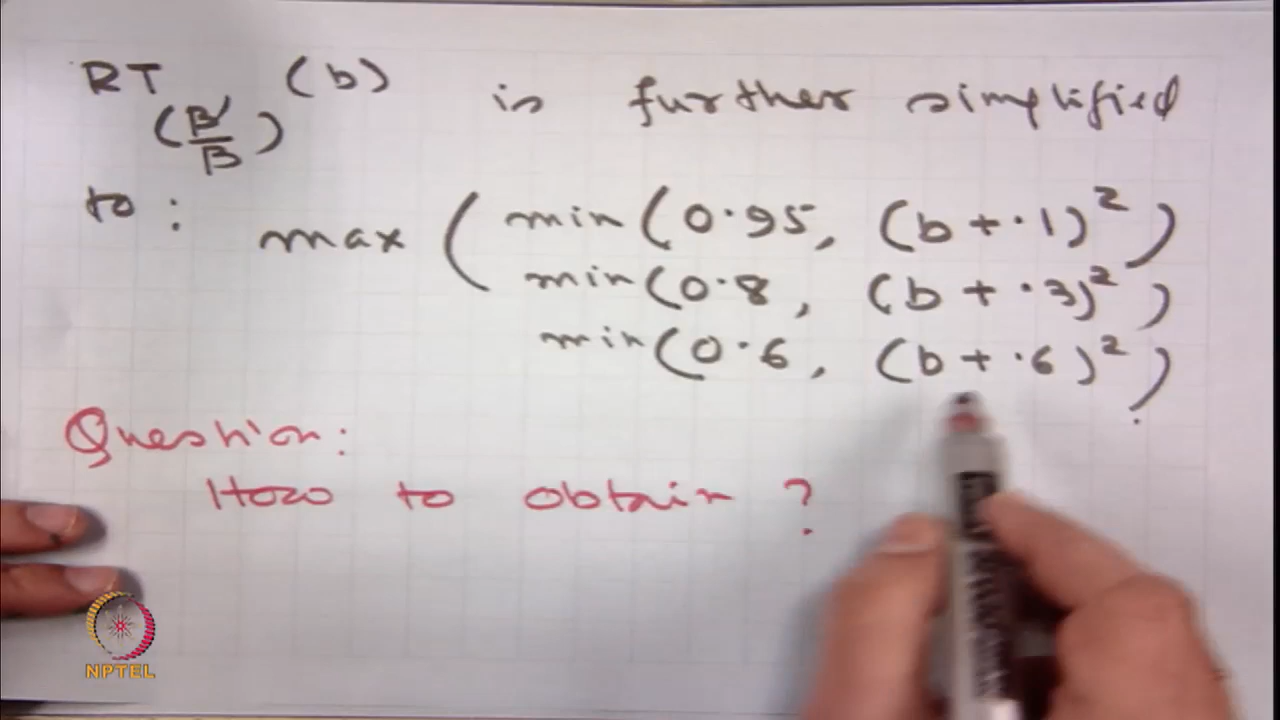 RT (B'/B) (b) is further simplified
to : max ( min (0.95, (b + .1)²)
min (0.8, (b + .3)²)
min (0.6, (b + .6)²)).
Question:
How to obtain ?
NPTEL